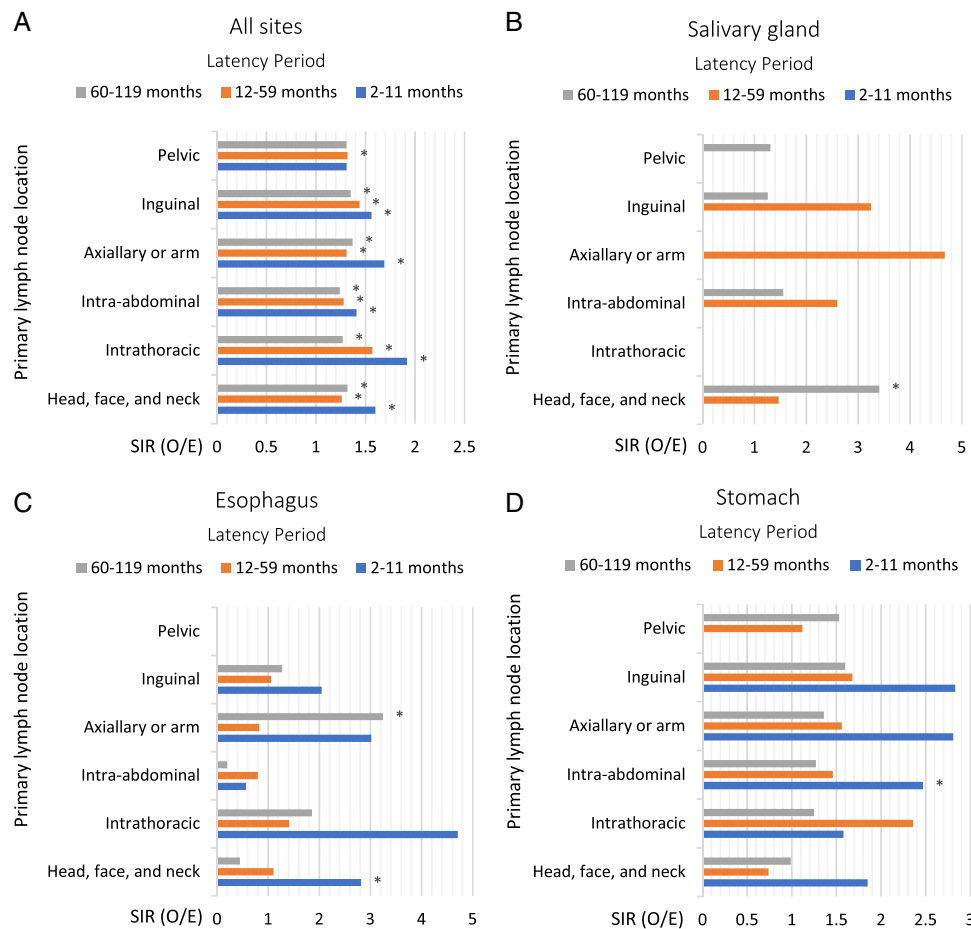 A
All sites
Latency Period
60-119 months 12-59 months 2-11 months
Primary lymph node location
Pelvic
*
Inguinal
*
*
*
Axiallary or arm
*
*
*
Intra-abdominal
*
*
*
Intrathoracic
*
*
*
Head, face, and neck
*
*
*
SIR (O/E) 0 0.5 1 1.5 2 2.5
B
Salivary gland
Latency Period
60-119 months 12-59 months 2-11 months
Primary lymph node location
Pelvic
Inguinal
Axiallary or arm
Intra-abdominal
Intrathoracic
Head, face, and neck
*
SIR (O/E) 0 1 2 3 4 5
C
Esophagus
Latency Period
60-119 months 12-59 months 2-11 months
Primary lymph node location
Pelvic
Inguinal
Axiallary or arm
*
Intra-abdominal
Intrathoracic
Head, face, and neck
*
SIR (O/E) 0 1 2 3 4 5
D
Stomach
Latency Period
60-119 months 12-59 months 2-11 months
Primary lymph node location
Pelvic
Inguinal
Axiallary or arm
Intra-abdominal
*
Intrathoracic
Head, face, and neck
SIR (O/E) 0 0.5 1 1.5 2 2.5 3